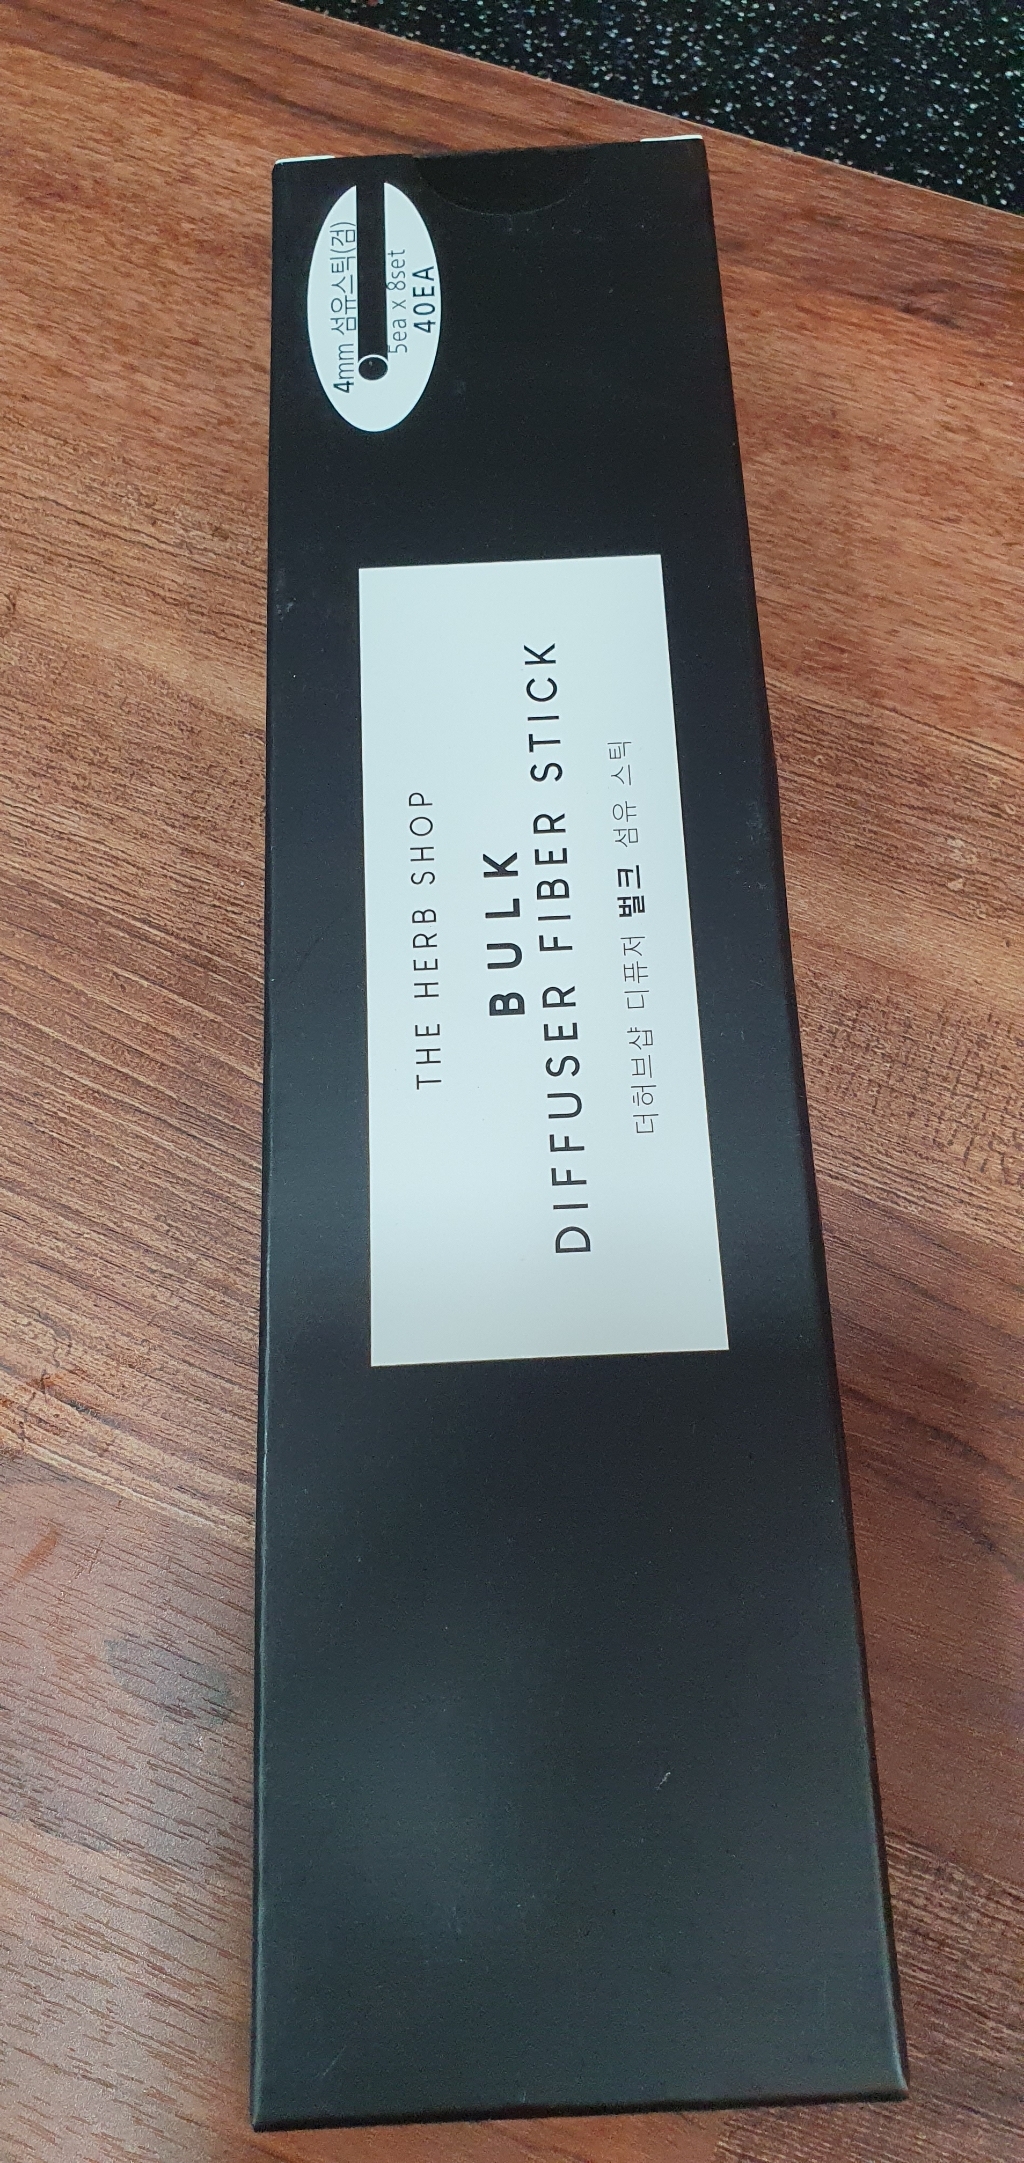 4mm 섬유스틱(검)
5ea x 8set
40EA
THE HERB SHOP
BULK
DIFFUSER FIBER STICK
더허브샵 디퓨저 벌크 섬유 스틱